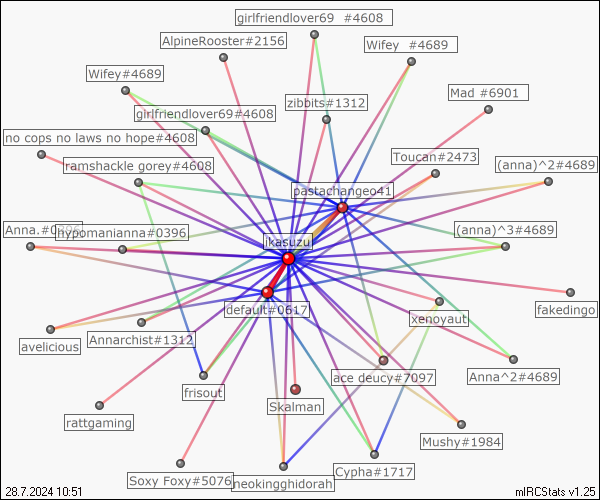 girlfriendlover69 #4608
AlpineRooster#2156
Wifey #4689
Wifey#4689
Mad #6901
zibbits#1312
girlfriendlover69#4608
no cops no laws no hope#4608
Toucan#2473
ramshackle gorey#4608
(anna)^2#4689
pastachangeo41
Anna.#0396
hypomanianna#0396
(anna)^3#4689
jkasuzu
default#0617
fakedingo
xenoyaut
avelicious
Annarchist#1312
ace deucy#7097
Anna^2#4689
frisout
Skalman
rattgaming
Mushy#1984
Cypha#1717
Soxy Foxy#5076
neokingghidorah
28.7.2024 10:51
mIRCStats v1.25